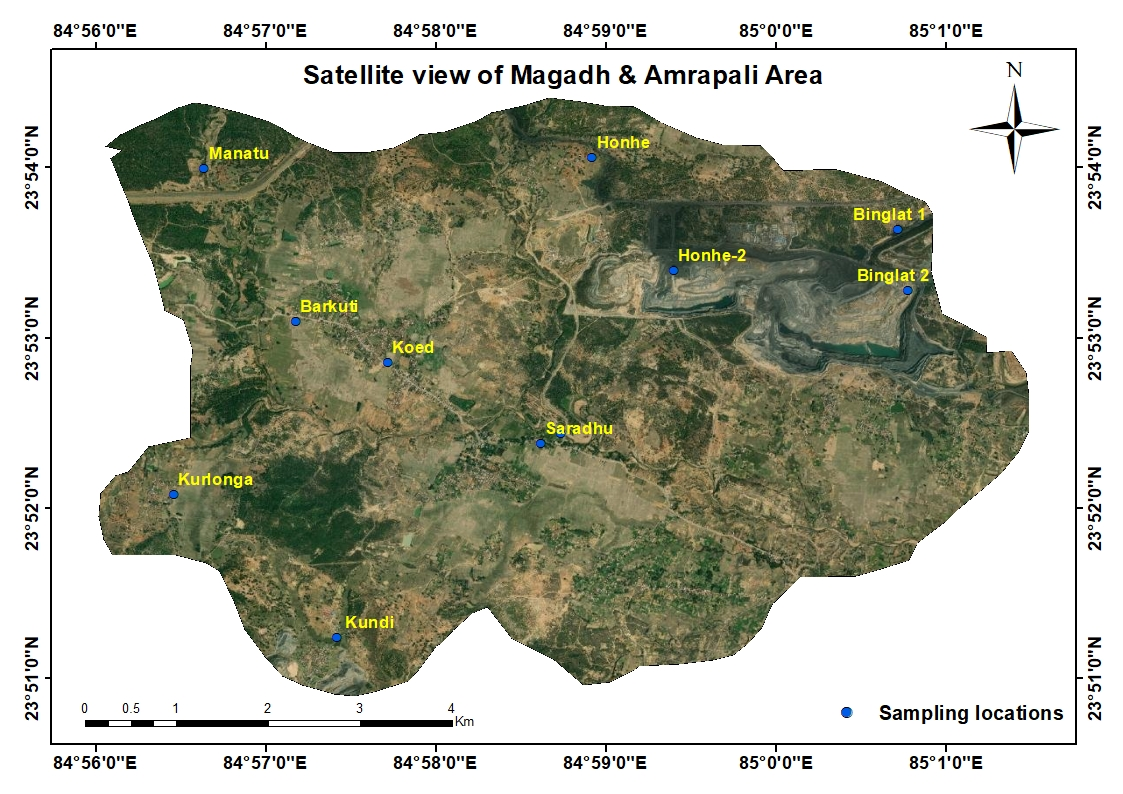 84°56'0"E 84°57'0"E 84°58'0"E 84°59'0"E 85°0'0"E 85°1'0"E
Satellite view of Magadh & Amrapali Area
N
23°54'0"N
23°54'0"N
Honhe
Manatu
Binglat 1
Honhe-2
Binglat 2
23°53'0"N
23°53'0"N
Barkuti
Koed
Saradhu
Kurlonga
23°52'0"N
23°52'0"N
Kundi
23°51'0"N
23°51'0"N
0 0.5 1 2 3 4
Km
Sampling locations
84°56'0"E 84°57'0"E 84°58'0"E 84°59'0"E 85°0'0"E 85°1'0"E